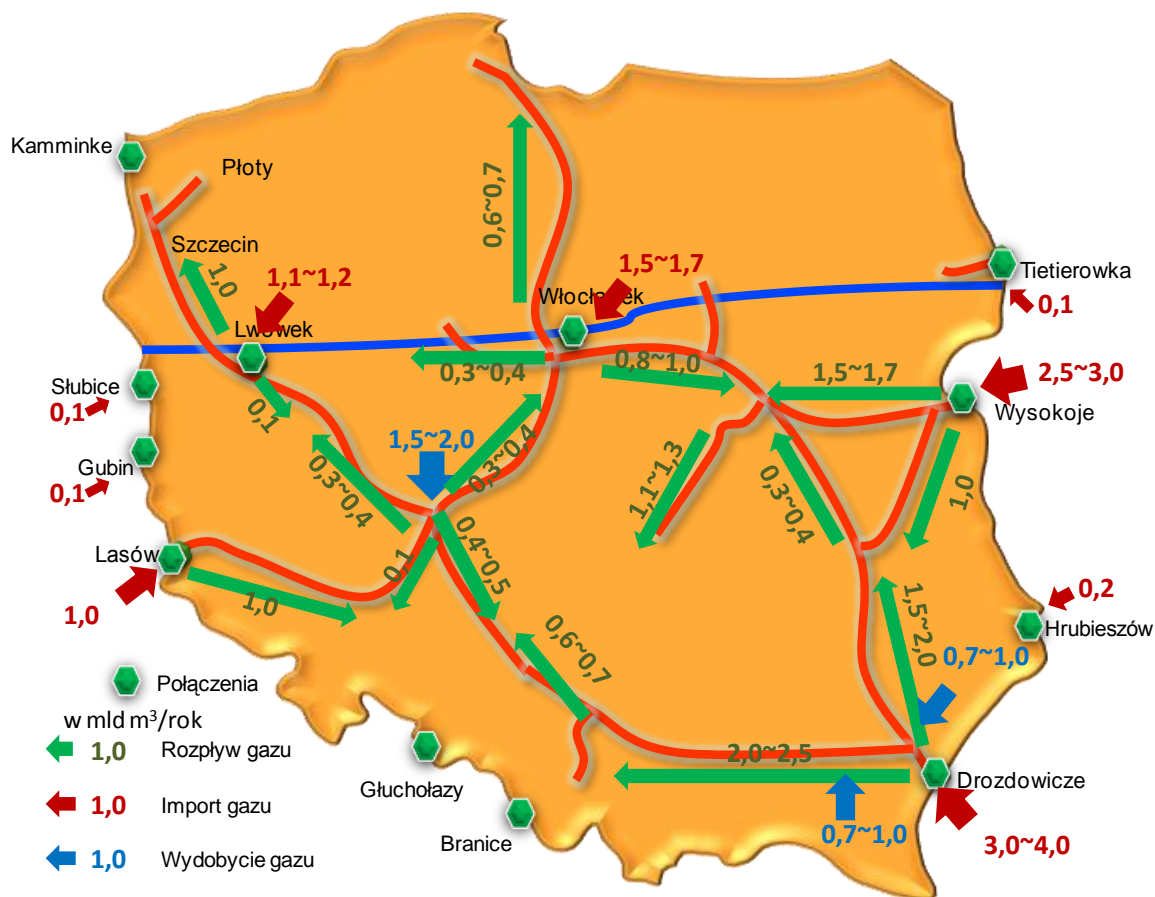 Kamminke
Płoty
Szczecin
1,0
1,1~1,2
Lwówek
0,6~0,7
1,5~1,7
Włocławek
Tietierowka
0,1
0,3~0,4
0,8~1,0
1,5~1,7
2,5~3,0
Wysokoje
Słubice
0,1
0,1
1,5~2,0
0,3~0,4
0,3~0,4
1,1~1,3
0,3~0,4
1,0
Gubin
0,1
Lasów
1,0
1,0
0,1
0,4~0,5
0,6~0,7
1,5~2,0
0,2
Hrubieszów
0,7~1,0
Połączenia
w mld m³/rok
1,0 Rozpływ gazu
1,0 Import gazu
1,0 Wydobycie gazu
Głuchołazy
Branice
2,0~2,5
0,7~1,0
Drozdowicze
3,0~4,0